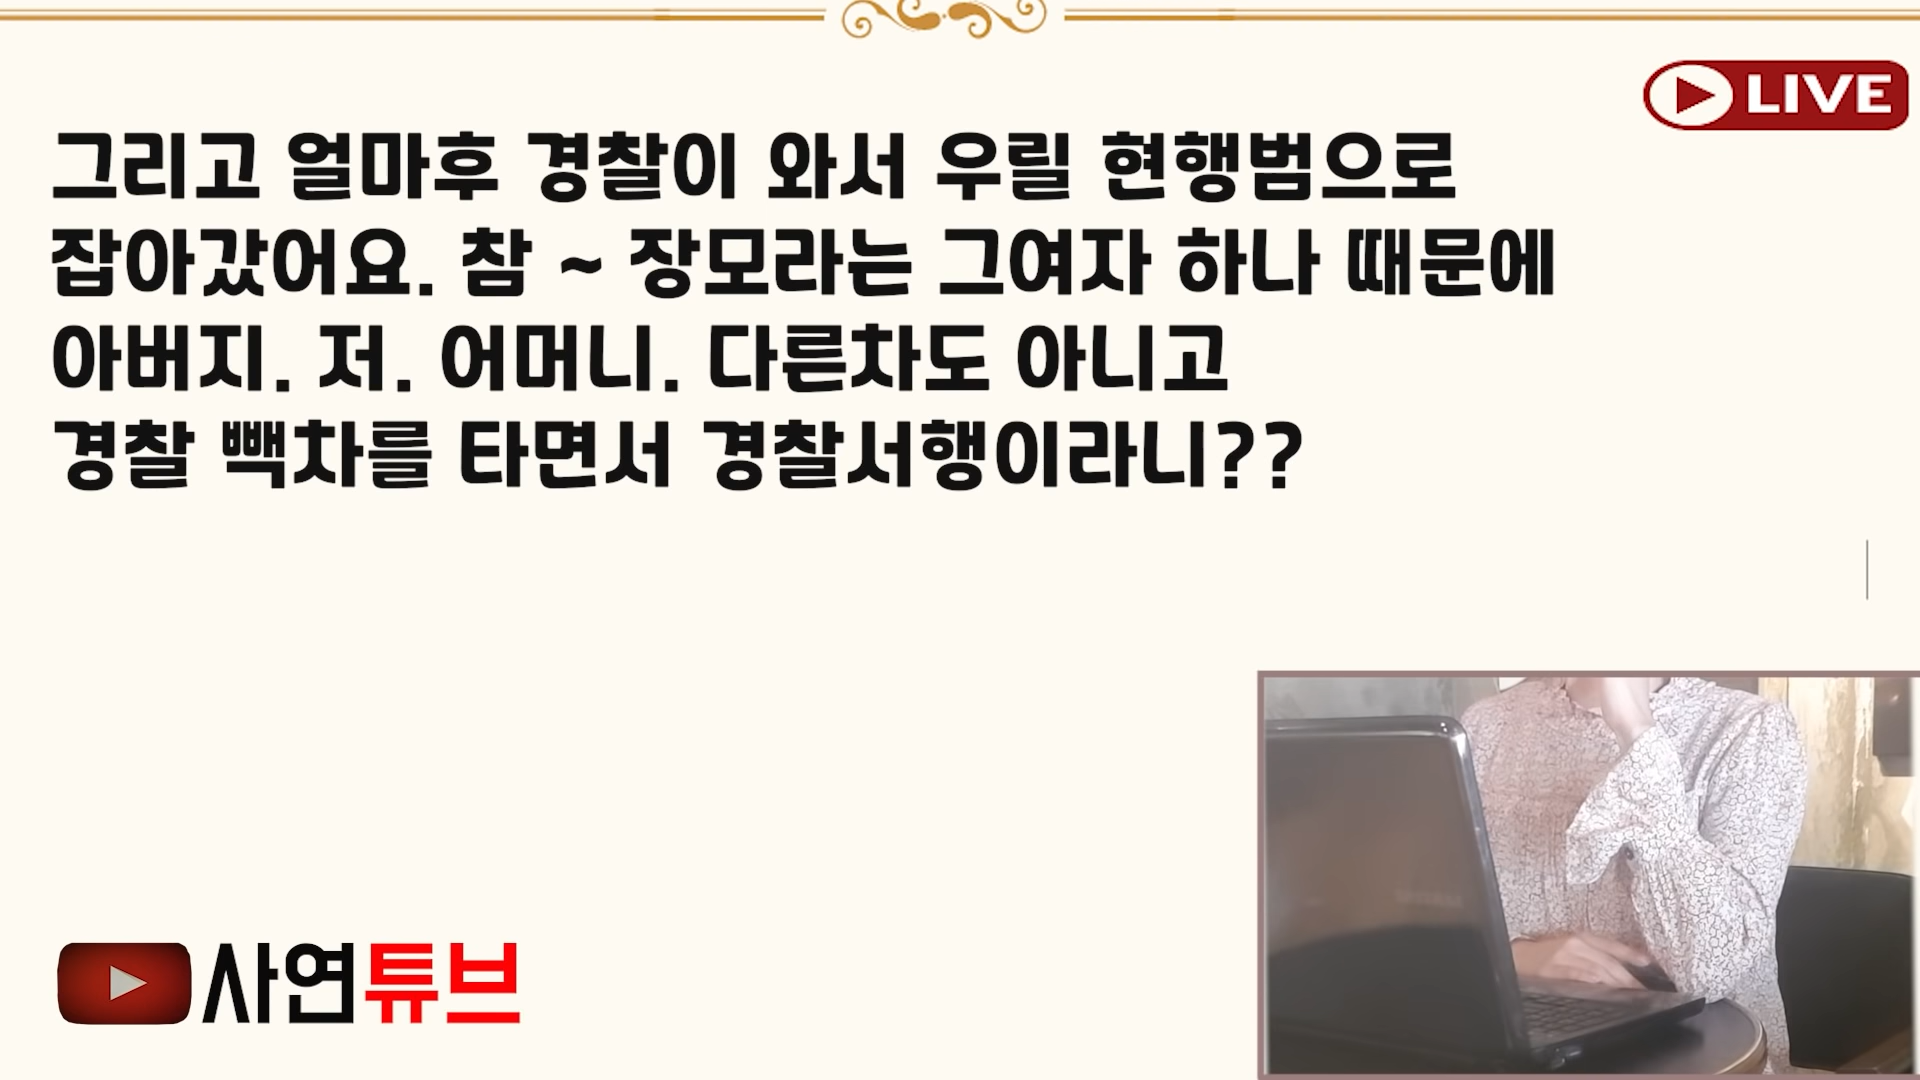 LIVE
그리고 얼마후 경찰이 와서 우릴 현행범으로
잡아갔어요. 참 ~ 장모라는 그여자 하나 때문에
아버지. 저. 어머니. 다른차도 아니고
경찰 빽차를 타면서 경찰서행이라니??
사연튜브